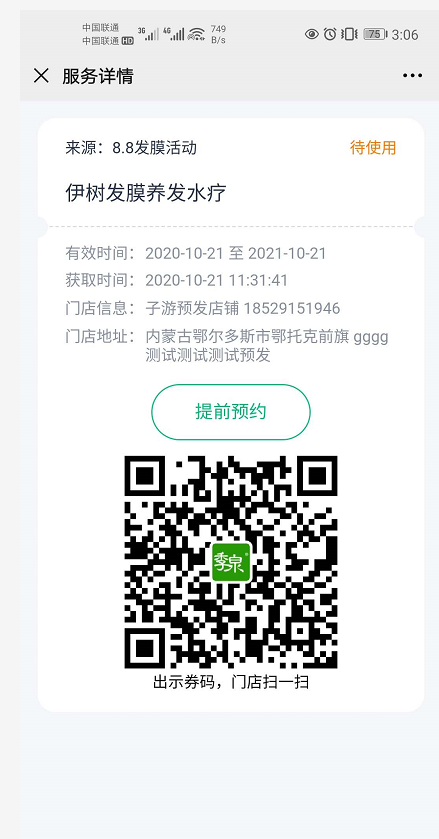 中国联通
中国联通 HD
3G
4G
749
B/s
75
3:06
服务详情
来源：8.8发膜活动
待使用
伊树发膜养发水疗
有效时间： 2020-10-21 至 2021-10-21
获取时间： 2020-10-21 11:31:41
门店信息： 子游预发店铺 18529151946
门店地址： 内蒙古鄂尔多斯市鄂托克前旗 gggg
测试测试测试预发
提前预约
季泉
出示券码，门店扫一扫